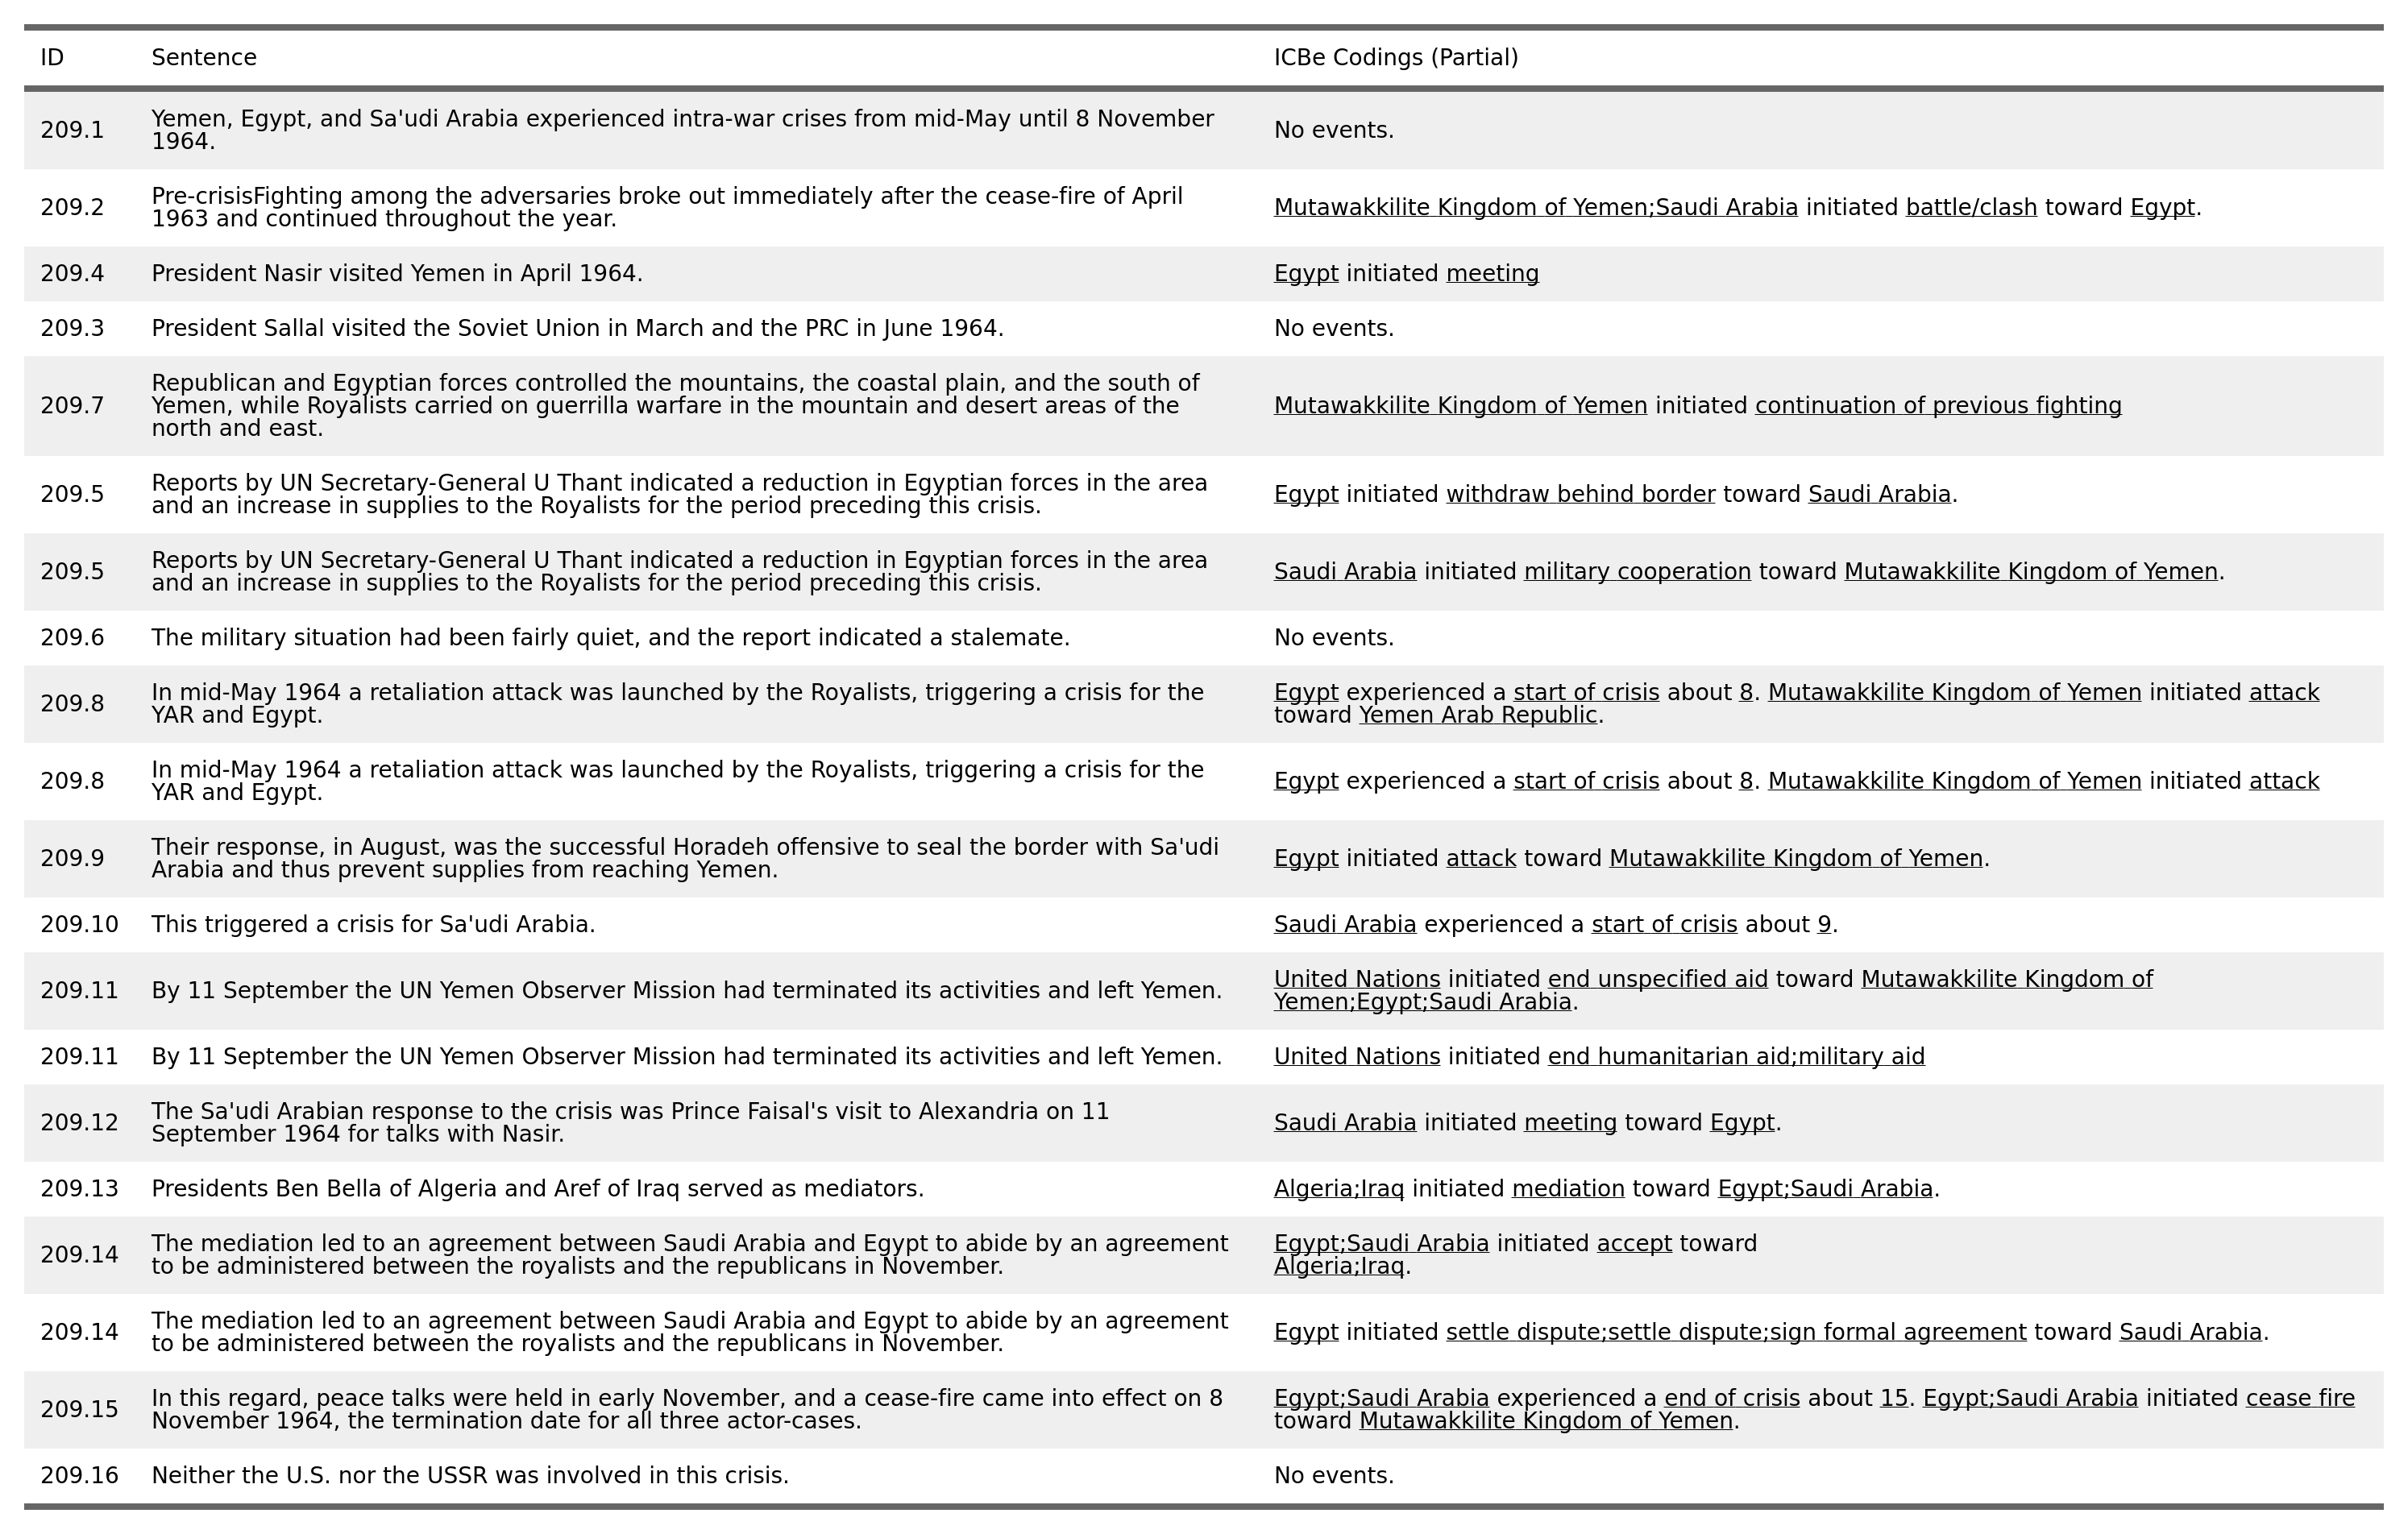 ID Sentence ICBe Codings (Partial)
209.1 Yemen, Egypt, and Sa'udi Arabia experienced intra-war crises from mid-May until 8 November
1964. No events.
209.2 Pre-crisisFighting among the adversaries broke out immediately after the cease-fire of April
1963 and continued throughout the year. Mutawakkilite Kingdom of Yemen;Saudi Arabia initiated battle/clash toward Egypt.
209.4 President Nasir visited Yemen in April 1964. Egypt initiated meeting
209.3 President Sallal visited the Soviet Union in March and the PRC in June 1964. No events.
209.7 Republican and Egyptian forces controlled the mountains, the coastal plain, and the south of
Yemen, while Royalists carried on guerrilla warfare in the mountain and desert areas of the
north and east. Mutawakkilite Kingdom of Yemen initiated continuation of previous fighting
209.5 Reports by UN Secretary-General U Thant indicated a reduction in Egyptian forces in the area
and an increase in supplies to the Royalists for the period preceding this crisis. Egypt initiated withdraw behind border toward Saudi Arabia.
209.5 Reports by UN Secretary-General U Thant indicated a reduction in Egyptian forces in the area
and an increase in supplies to the Royalists for the period preceding this crisis. Saudi Arabia initiated military cooperation toward Mutawakkilite Kingdom of Yemen.
209.6 The military situation had been fairly quiet, and the report indicated a stalemate. No events.
209.8 In mid-May 1964 a retaliation attack was launched by the Royalists, triggering a crisis for the
YAR and Egypt. Egypt experienced a start of crisis about 8. Mutawakkilite Kingdom of Yemen initiated attack
toward Yemen Arab Republic.
209.8 In mid-May 1964 a retaliation attack was launched by the Royalists, triggering a crisis for the
YAR and Egypt. Egypt experienced a start of crisis about 8. Mutawakkilite Kingdom of Yemen initiated attack
209.9 Their response, in August, was the successful Horadeh offensive to seal the border with Sa'udi
Arabia and thus prevent supplies from reaching Yemen. Egypt initiated attack toward Mutawakkilite Kingdom of Yemen.
209.10 This triggered a crisis for Sa'udi Arabia. Saudi Arabia experienced a start of crisis about 9.
209.11 By 11 September the UN Yemen Observer Mission had terminated its activities and left Yemen. United Nations initiated end unspecified aid toward Mutawakkilite Kingdom of
Yemen;Egypt;Saudi Arabia.
209.11 By 11 September the UN Yemen Observer Mission had terminated its activities and left Yemen. United Nations initiated end humanitarian aid;military aid
209.12 The Sa'udi Arabian response to the crisis was Prince Faisal's visit to Alexandria on 11
September 1964 for talks with Nasir. Saudi Arabia initiated meeting toward Egypt.
209.13 Presidents Ben Bella of Algeria and Aref of Iraq served as mediators. Algeria;Iraq initiated mediation toward Egypt;Saudi Arabia.
209.14 The mediation led to an agreement between Saudi Arabia and Egypt to abide by an agreement
to be administered between the royalists and the republicans in November. Egypt;Saudi Arabia initiated accept toward
Algeria;Iraq.
209.14 The mediation led to an agreement between Saudi Arabia and Egypt to abide by an agreement
to be administered between the royalists and the republicans in November. Egypt initiated settle dispute;settle dispute;sign formal agreement toward Saudi Arabia.
209.15 In this regard, peace talks were held in early November, and a cease-fire came into effect on 8
November 1964, the termination date for all three actor-cases. Egypt;Saudi Arabia experienced a end of crisis about 15. Egypt;Saudi Arabia initiated cease fire
toward Mutawakkilite Kingdom of Yemen.
209.16 Neither the U.S. nor the USSR was involved in this crisis. No events.